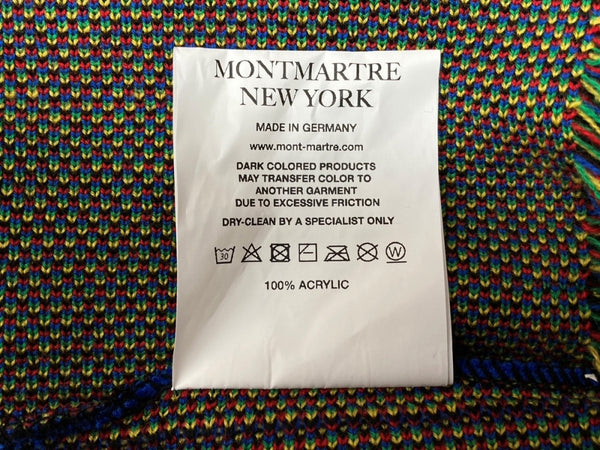 MONTMARTRE
NEW YORK
MADE IN GERMANY
www.mont-martre.com
DARK COLORED PRODUCTS
MAY TRANSFER COLOR TO
ANOTHER GARMENT
DUE TO EXCESSIVE FRICTION
DRY-CLEAN BY A SPECIALIST ONLY
30 W
100% ACRYLIC